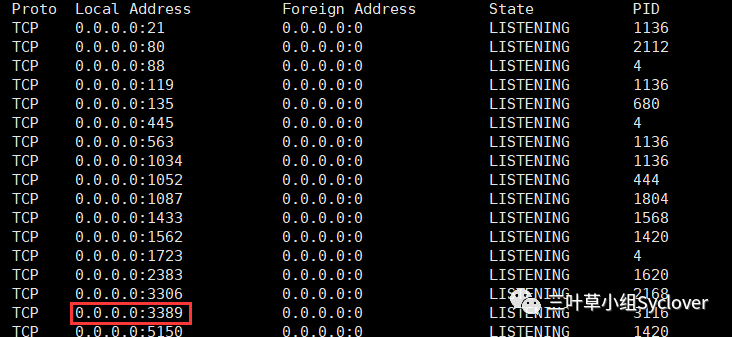 Proto Local Address Foreign Address State PID
TCP 0.0.0.0:21 0.0.0.0:0 LISTENING 1136
TCP 0.0.0.0:80 0.0.0.0:0 LISTENING 2112
TCP 0.0.0.0:88 0.0.0.0:0 LISTENING 4
TCP 0.0.0.0:119 0.0.0.0:0 LISTENING 1136
TCP 0.0.0.0:135 0.0.0.0:0 LISTENING 680
TCP 0.0.0.0:445 0.0.0.0:0 LISTENING 4
TCP 0.0.0.0:563 0.0.0.0:0 LISTENING 1136
TCP 0.0.0.0:1034 0.0.0.0:0 LISTENING 1136
TCP 0.0.0.0:1052 0.0.0.0:0 LISTENING 444
TCP 0.0.0.0:1087 0.0.0.0:0 LISTENING 1804
TCP 0.0.0.0:1433 0.0.0.0:0 LISTENING 1568
TCP 0.0.0.0:1562 0.0.0.0:0 LISTENING 1420
TCP 0.0.0.0:1723 0.0.0.0:0 LISTENING 4
TCP 0.0.0.0:2383 0.0.0.0:0 LISTENING 1620
TCP 0.0.0.0:3306 0.0.0.0:0 LISTENING 2168
三叶草小组Syclover
TCP 0.0.0.0:3389 0.0.0.0:0 LISTENING 3116
TCP 0.0.0.0:5150 0.0.0.0:0 LISTENING 1420